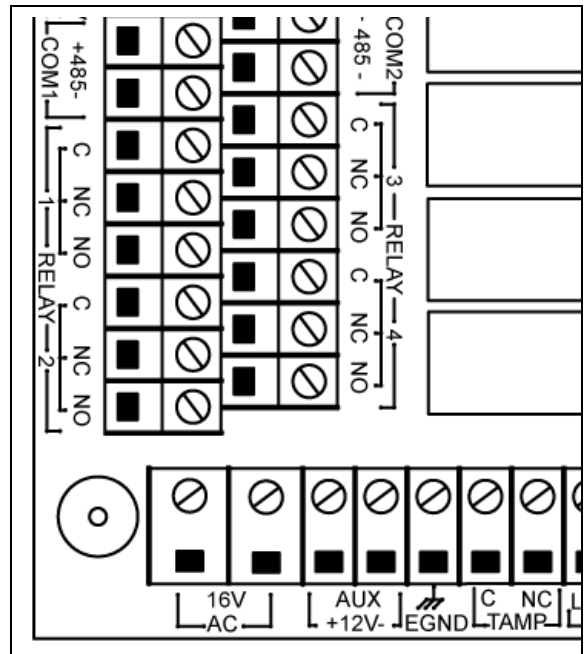 +485-
COM1
C
NC
NO
1
RELAY
C
NC
NO
2
COM2
- 485 -
C
NC
NO
3
RELAY
C
NC
NO
4
16V
AC
AUX
+12V-
EGND
C NC
TAMP
L